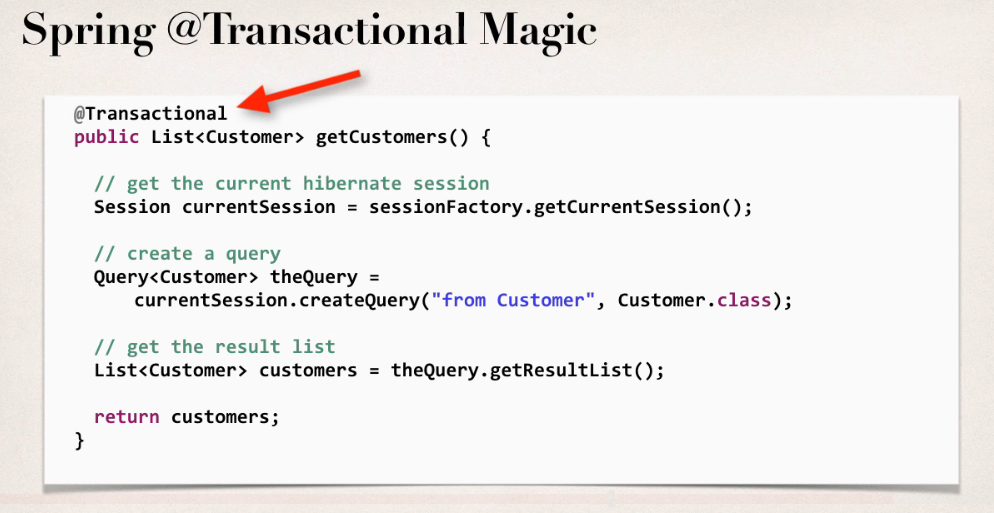 Spring @Transactional Magic
@Transactional
public List<Customer> getCustomers() {
// get the current hibernate session
Session currentSession = sessionFactory.getCurrentSession();
// create a query
Query<Customer> theQuery =
currentSession.createQuery("from Customer", Customer.class);
// get the result list
List<Customer> customers = theQuery.getResultList();
return customers;
}